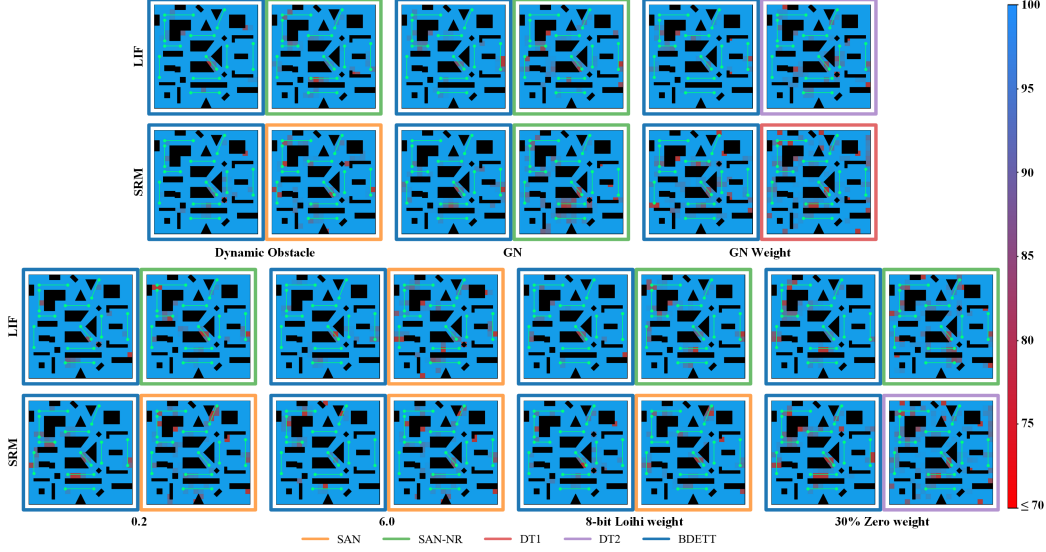 LIF
SRM
Dynamic Obstacle GN GN Weight
LIF
SRM
0.2 6.0 8-bit Loihi weight 30% Zero weight
SAN SAN-NR DT1 DT2 BDETT
100
95
90
85
80
75
≤ 70